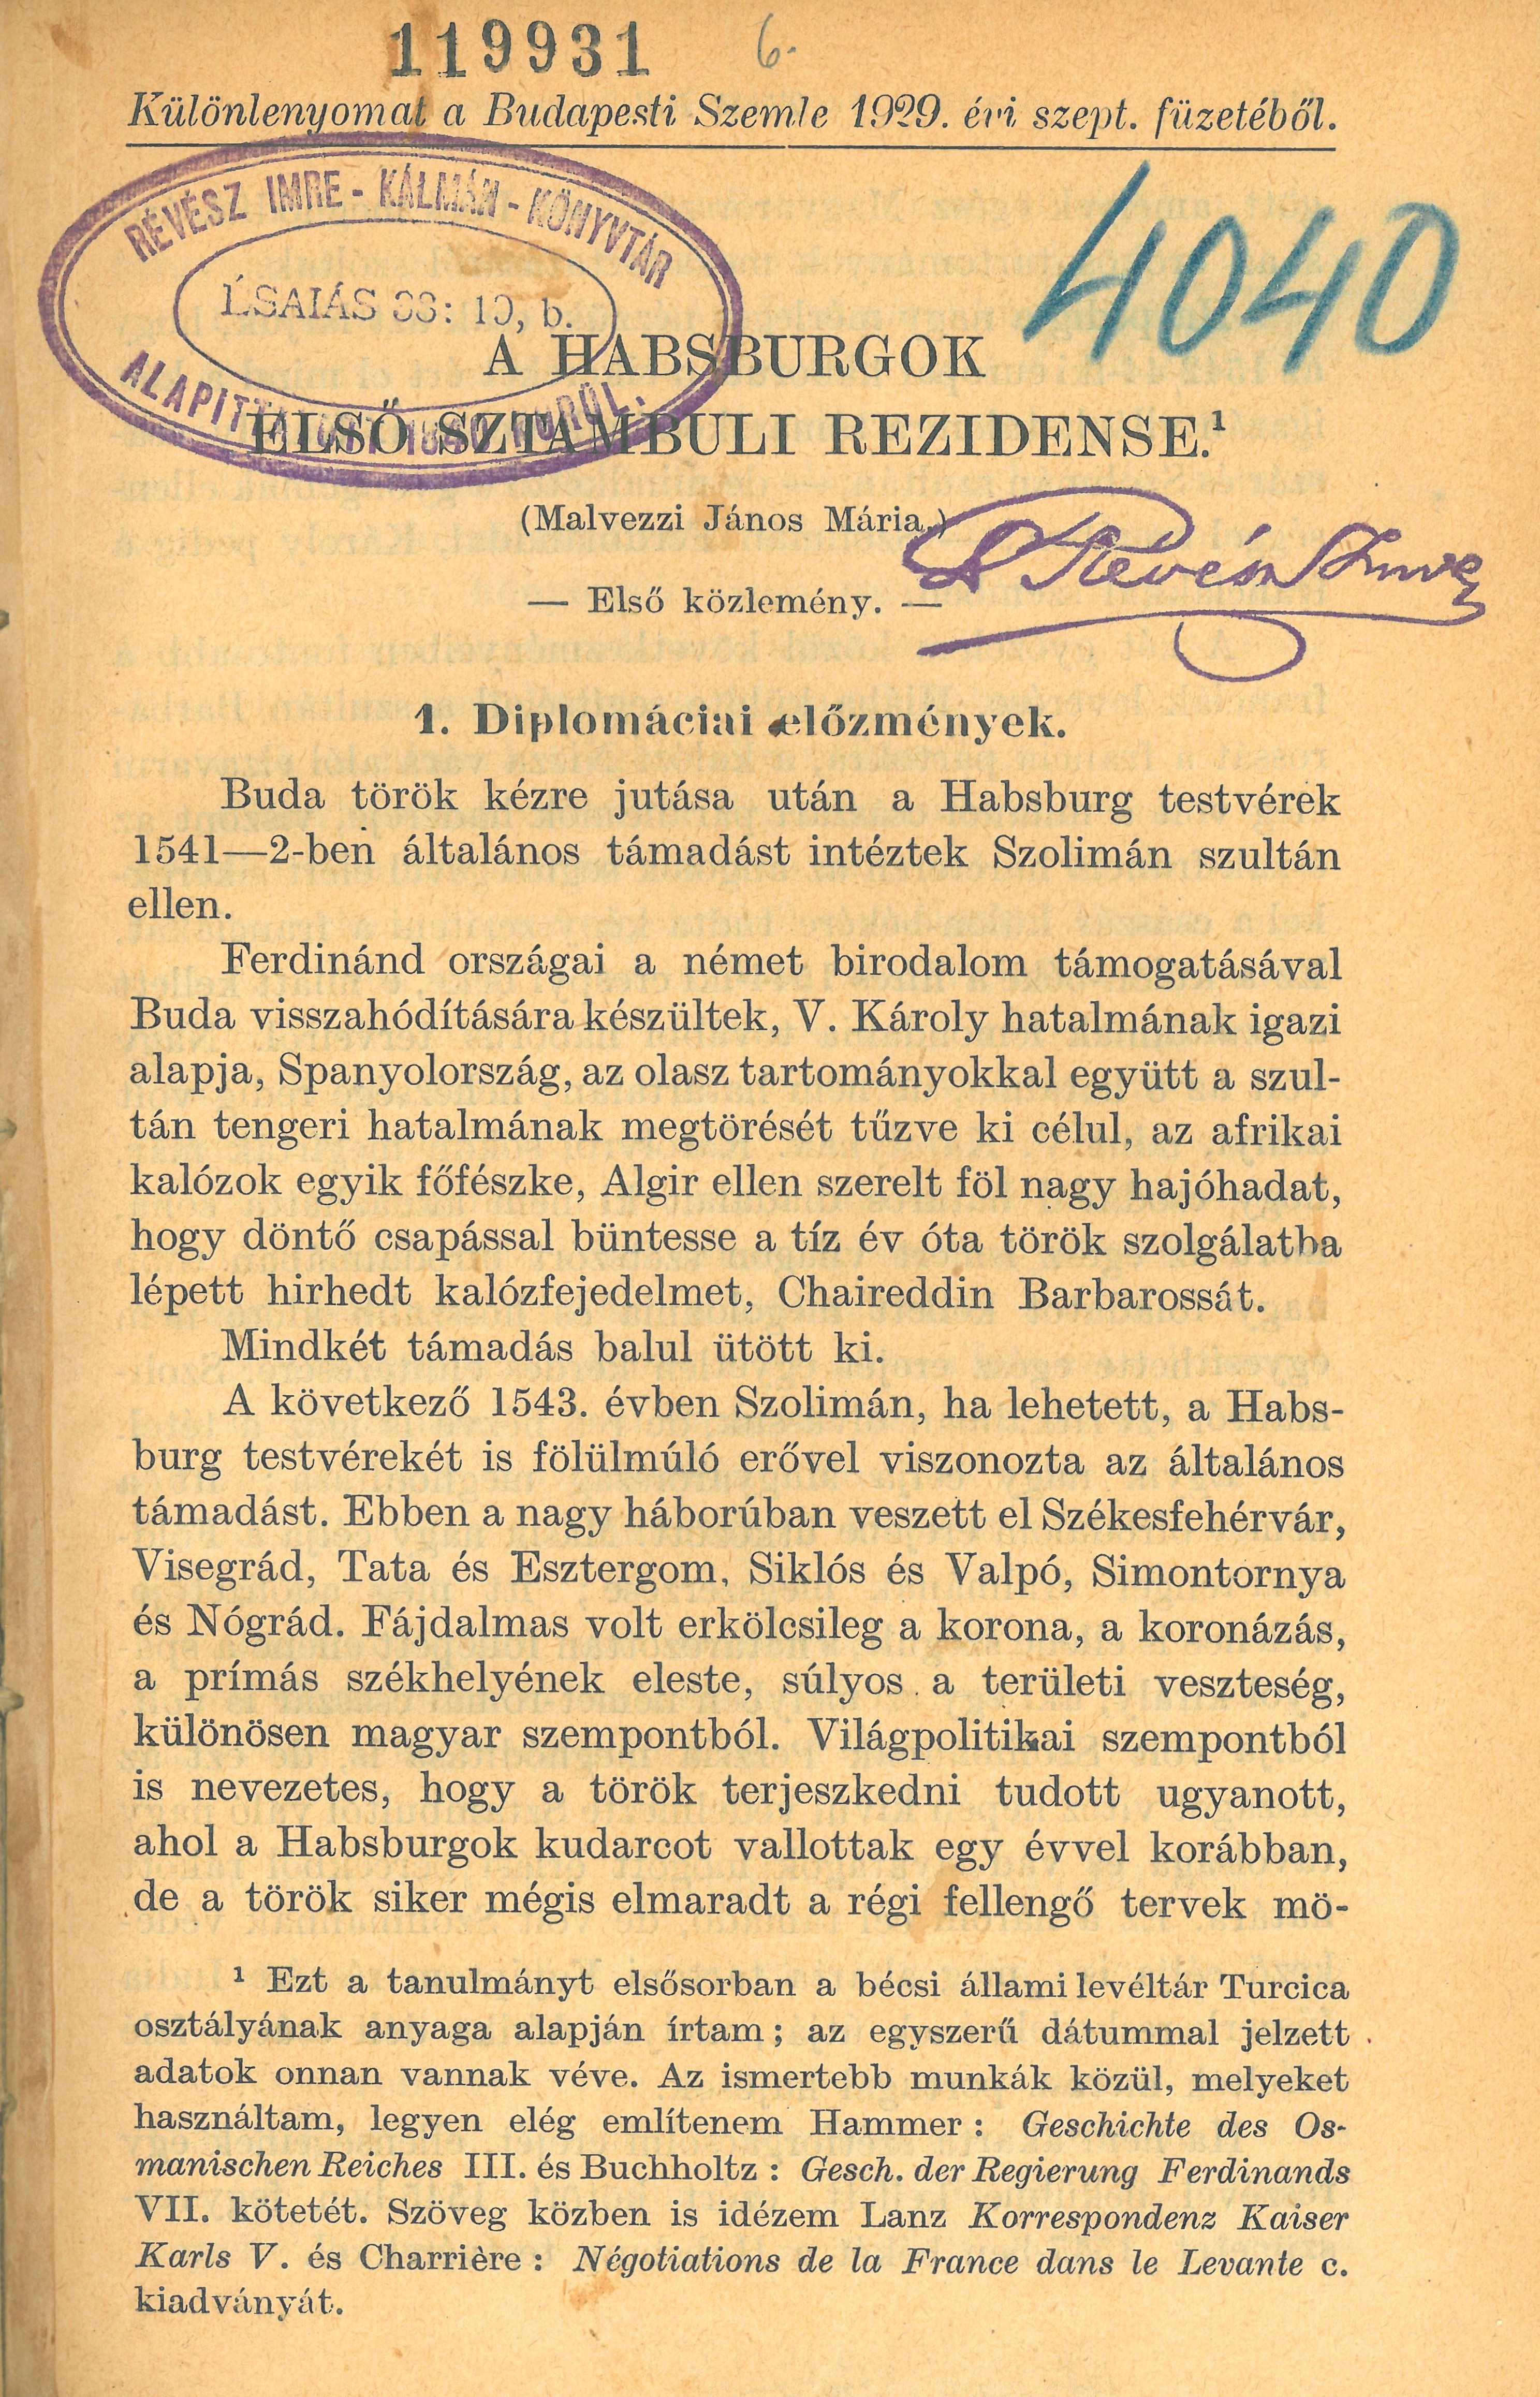 119931 6.
Különlenyomat a Budapesti Szemle 1929. évi szept. füzetéből.
RÉVÉSZ IMRE - KÁLMÁN - KÖNYVTÁR
4040
A HABSBURGOK
ELSŐ SZTAMBULI REZIDENSE.¹
(Malvezzi János Mária.)
Dr Révész Imre
— Első közlemény. —
1. Diplomáciai előzmények.
Buda török kézre jutása után a Habsburg testvérek
1541—2-ben általános támadást intéztek Szolimán szultán
ellen.
Ferdinánd országai a német birodalom támogatásával
Buda visszahódítására készültek, V. Károly hatalmának igazi
alapja, Spanyolország, az olasz tartományokkal együtt a szul-
tán tengeri hatalmának megtörését tűzve ki célul, az afrikai
kalózok egyik főfészke, Algir ellen szerelt föl nagy hajóhadat,
hogy döntő csapással büntesse a tíz év óta török szolgálatba
lépett hirhedt kalózfejedelmet, Chaireddin Barbarossát.
Mindkét támadás balul ütött ki.
A következő 1543. évben Szolimán, ha lehetett, a Habs-
burg testvérekét is fölülmúló erővel viszonozta az általános
támadást. Ebben a nagy háborúban veszett el Székesfehérvár,
Visegrád, Tata és Esztergom, Siklós és Valpó, Simontornya
és Nógrád. Fájdalmas volt erkölcsileg a korona, a koronázás,
a prímás székhelyének eleste, súlyos a területi veszteség,
különösen magyar szempontból. Világpolitikai szempontból
is nevezetes, hogy a török terjeszkedni tudott ugyanott,
ahol a Habsburgok kudarcot vallottak egy évvel korábban,
de a török siker mégis elmaradt a régi fellengő tervek mö-
¹ Ezt a tanulmányt elsősorban a bécsi állami levéltár Turcica
osztályának anyaga alapján írtam; az egyszerű dátummal jelzett
adatok onnan vannak véve. Az ismertebb munkák közül, melyeket
használtam, legyen elég említenem Hammer: Geschichte des Os-
manischen Reiches III. és Buchholtz: Gesch. der Regierung Ferdinands
VII. kötetét. Szöveg közben is idézem Lanz Korrespondenz Kaiser
Karls V. és Charrière: Négotiations de la France dans le Levante c.
kiadványát.